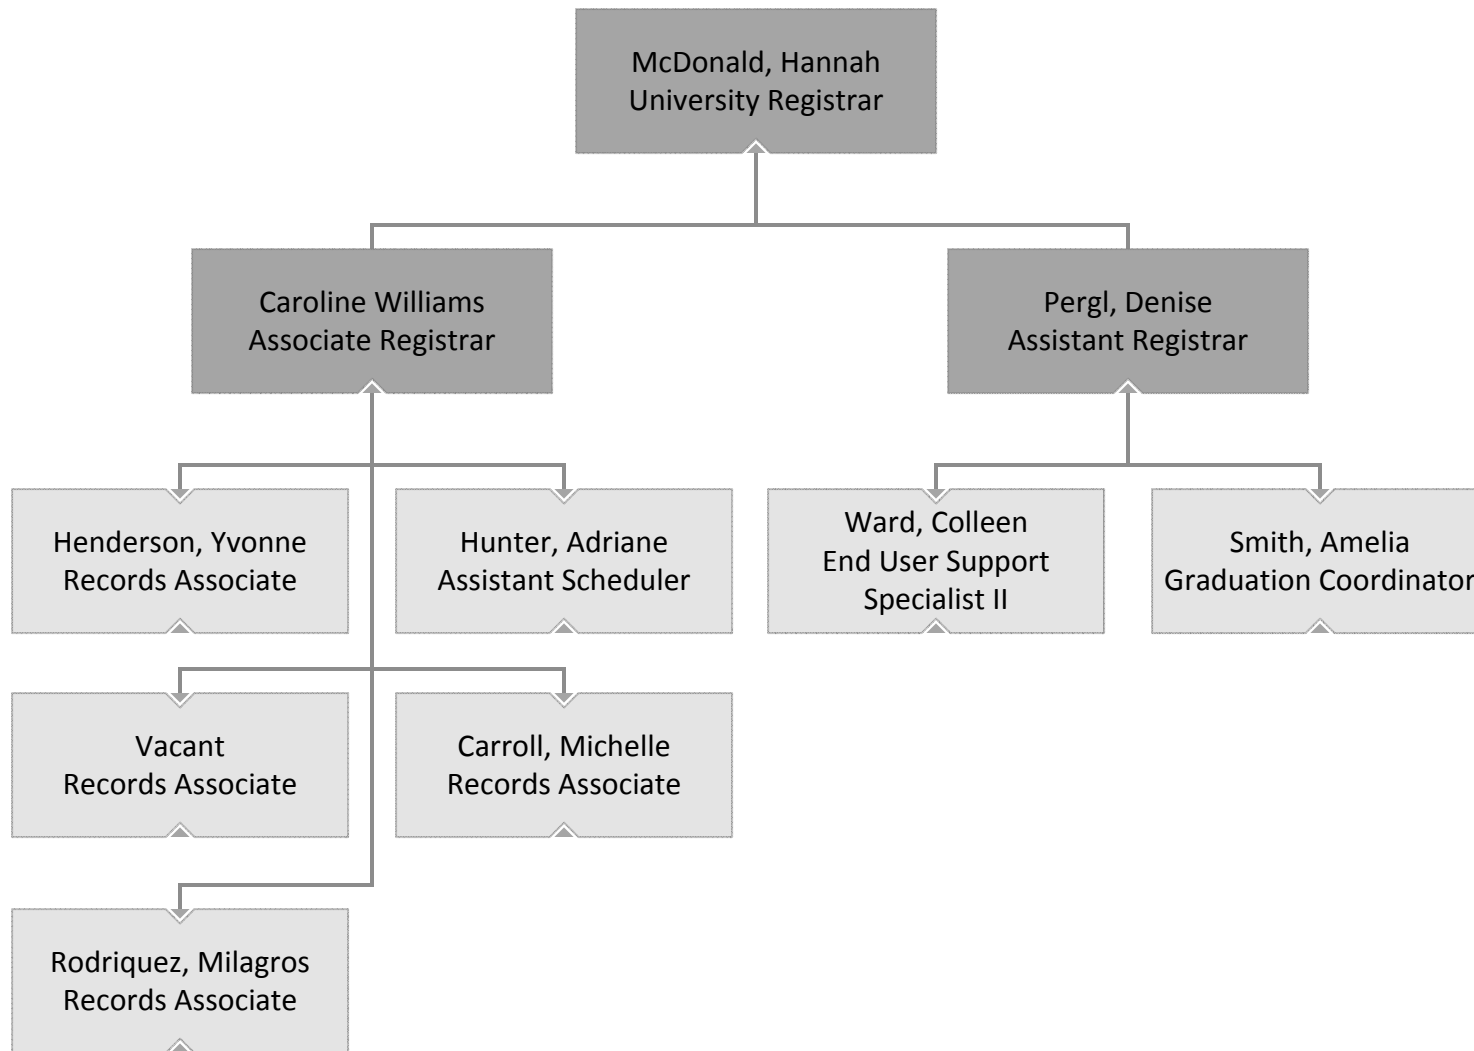 McDonald, Hannah
University Registrar
Caroline Williams
Associate Registrar
Pergl, Denise
Assistant Registrar
Henderson, Yvonne
Records Associate
Hunter, Adriane
Assistant Scheduler
Ward, Colleen
End User Support
Specialist II
Smith, Amelia
Graduation Coordinator
Vacant
Records Associate
Carroll, Michelle
Records Associate
Rodriquez, Milagros
Records Associate